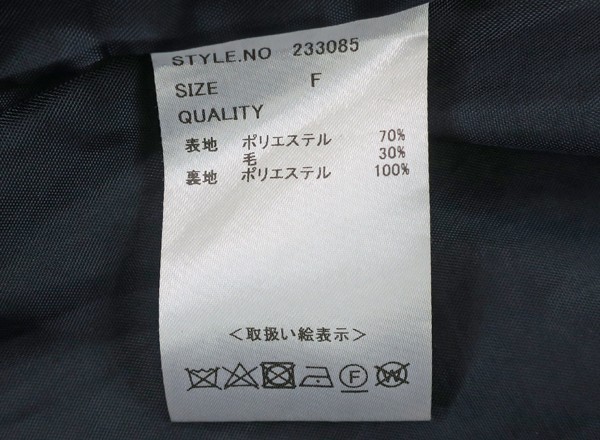 STYLE.NO 233085
SIZE F
QUALITY
表地 ポリエステル 70%
毛 30%
裏地 ポリエステル 100%
<取扱い絵表示>
F W